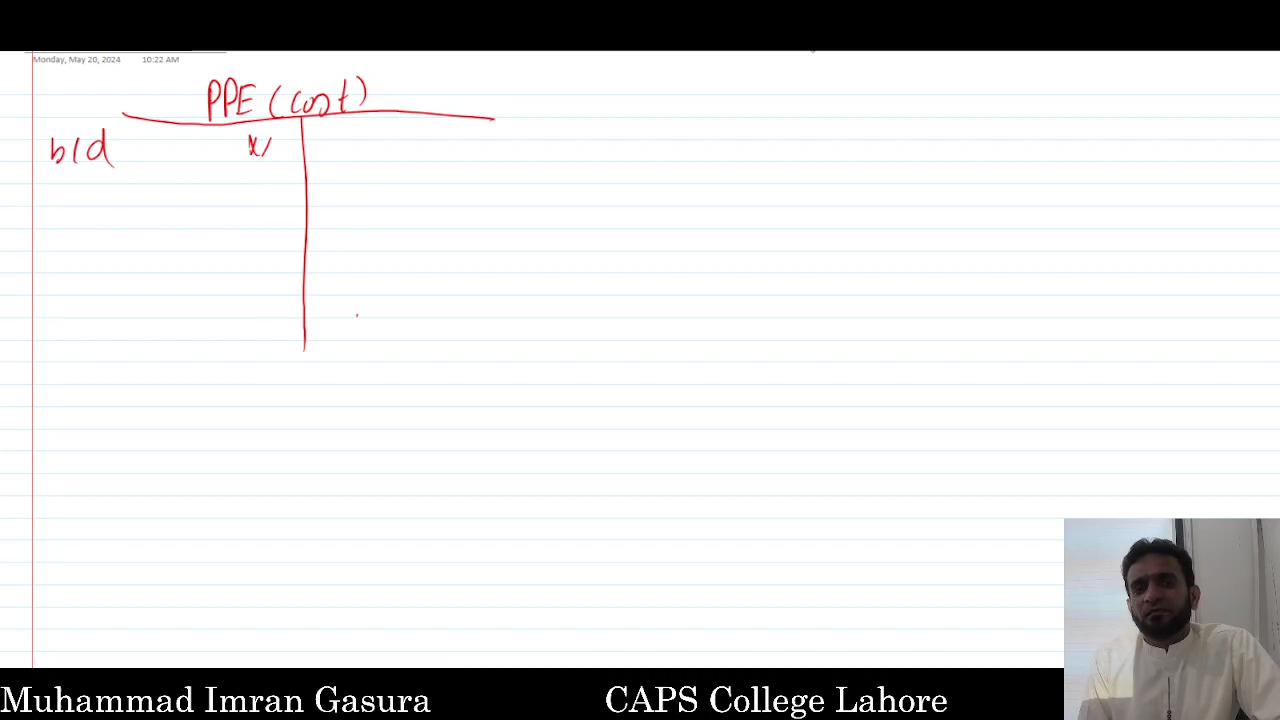 Monday, May 20, 2024 10:22 AM
PPE (Cost)
b/d x/
Muhammad Imran Gasura CAPS College Lahore